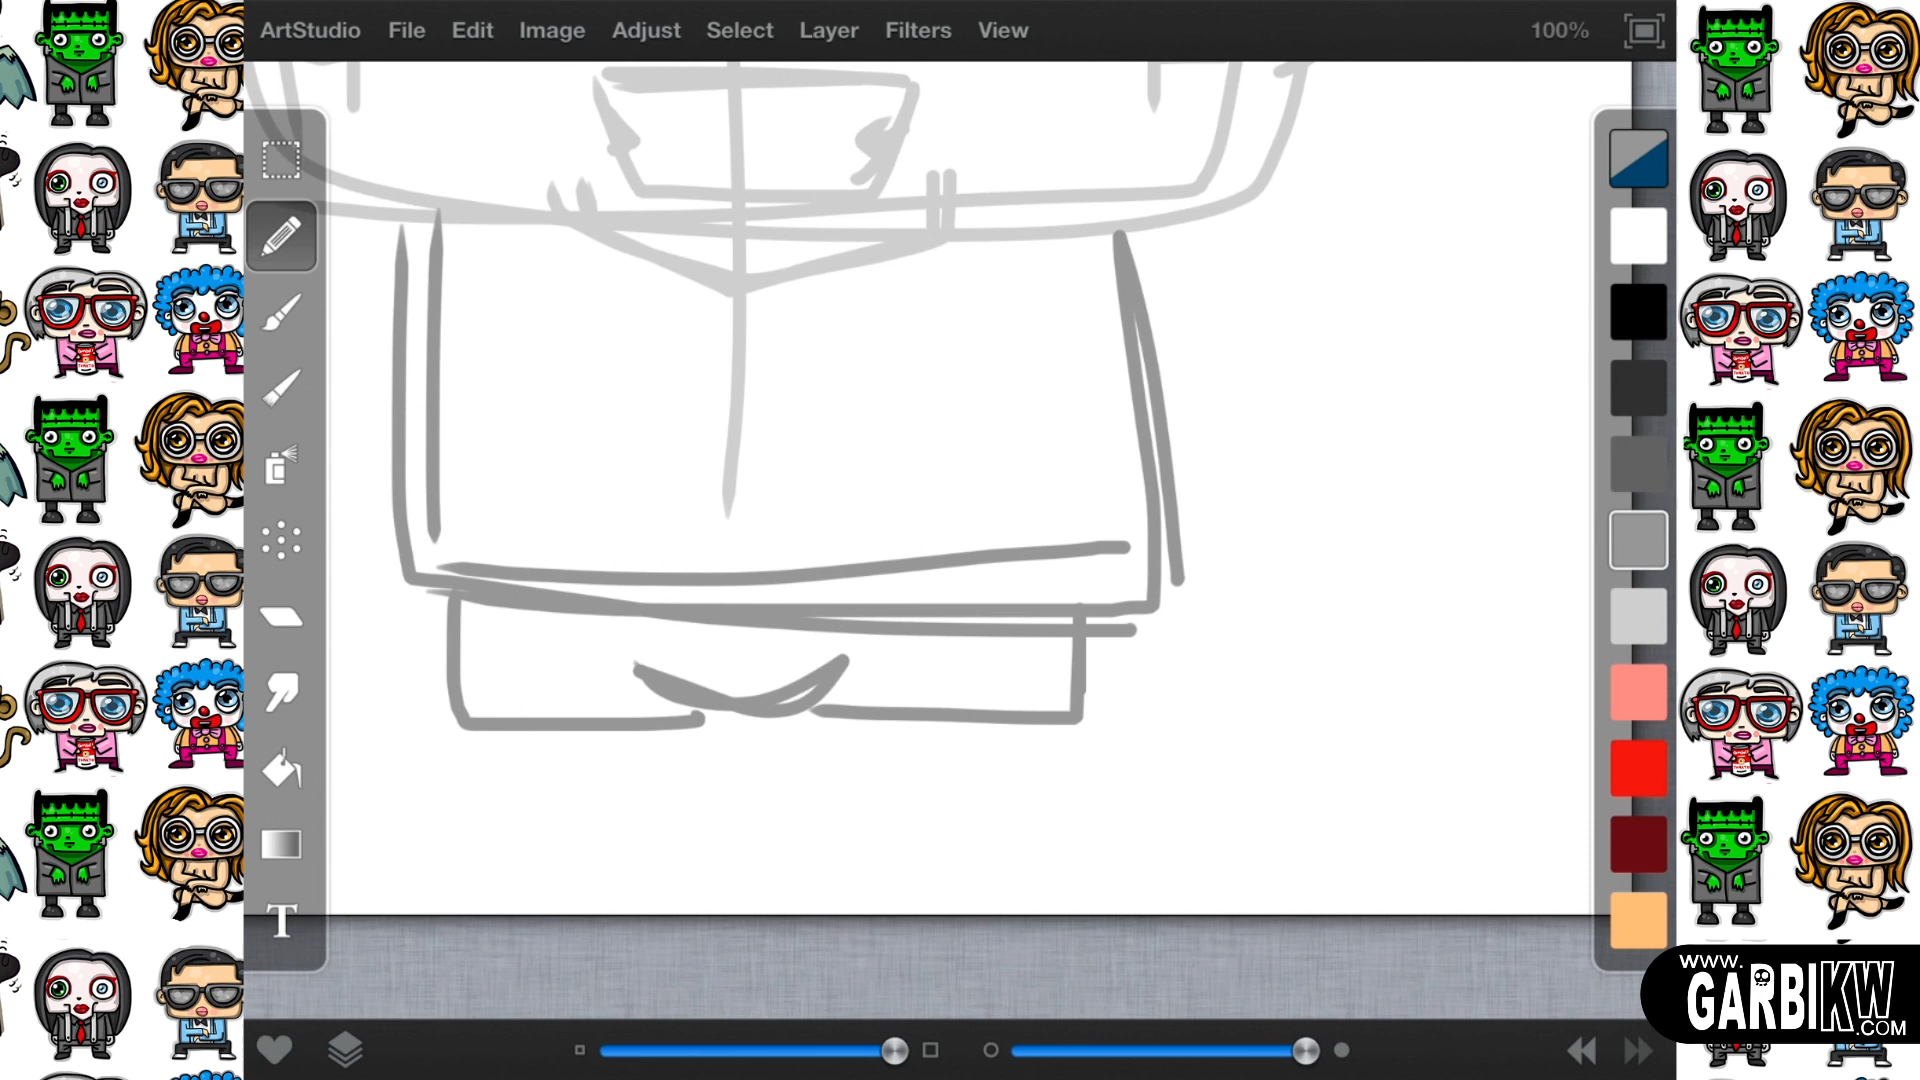 ArtStudio File Edit Image Adjust Select Layer Filters View 100%
T
www.
GARBIKW
.COM